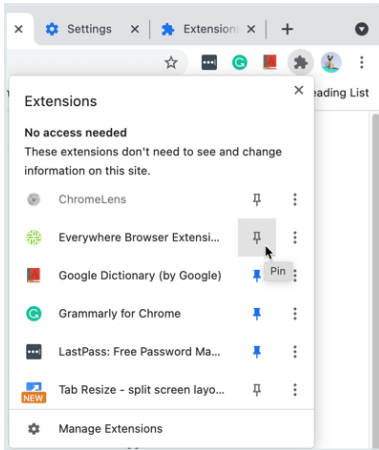 Settings
Extension
eading List
Extensions
No access needed
These extensions don't need to see and change
information on this site.
ChromeLens
Everywhere Browser Extensi...
Pin
Google Dictionary (by Google)
Grammarly for Chrome
LastPass: Free Password Ma...
Tab Resize - split screen layo...
NEW
Manage Extensions